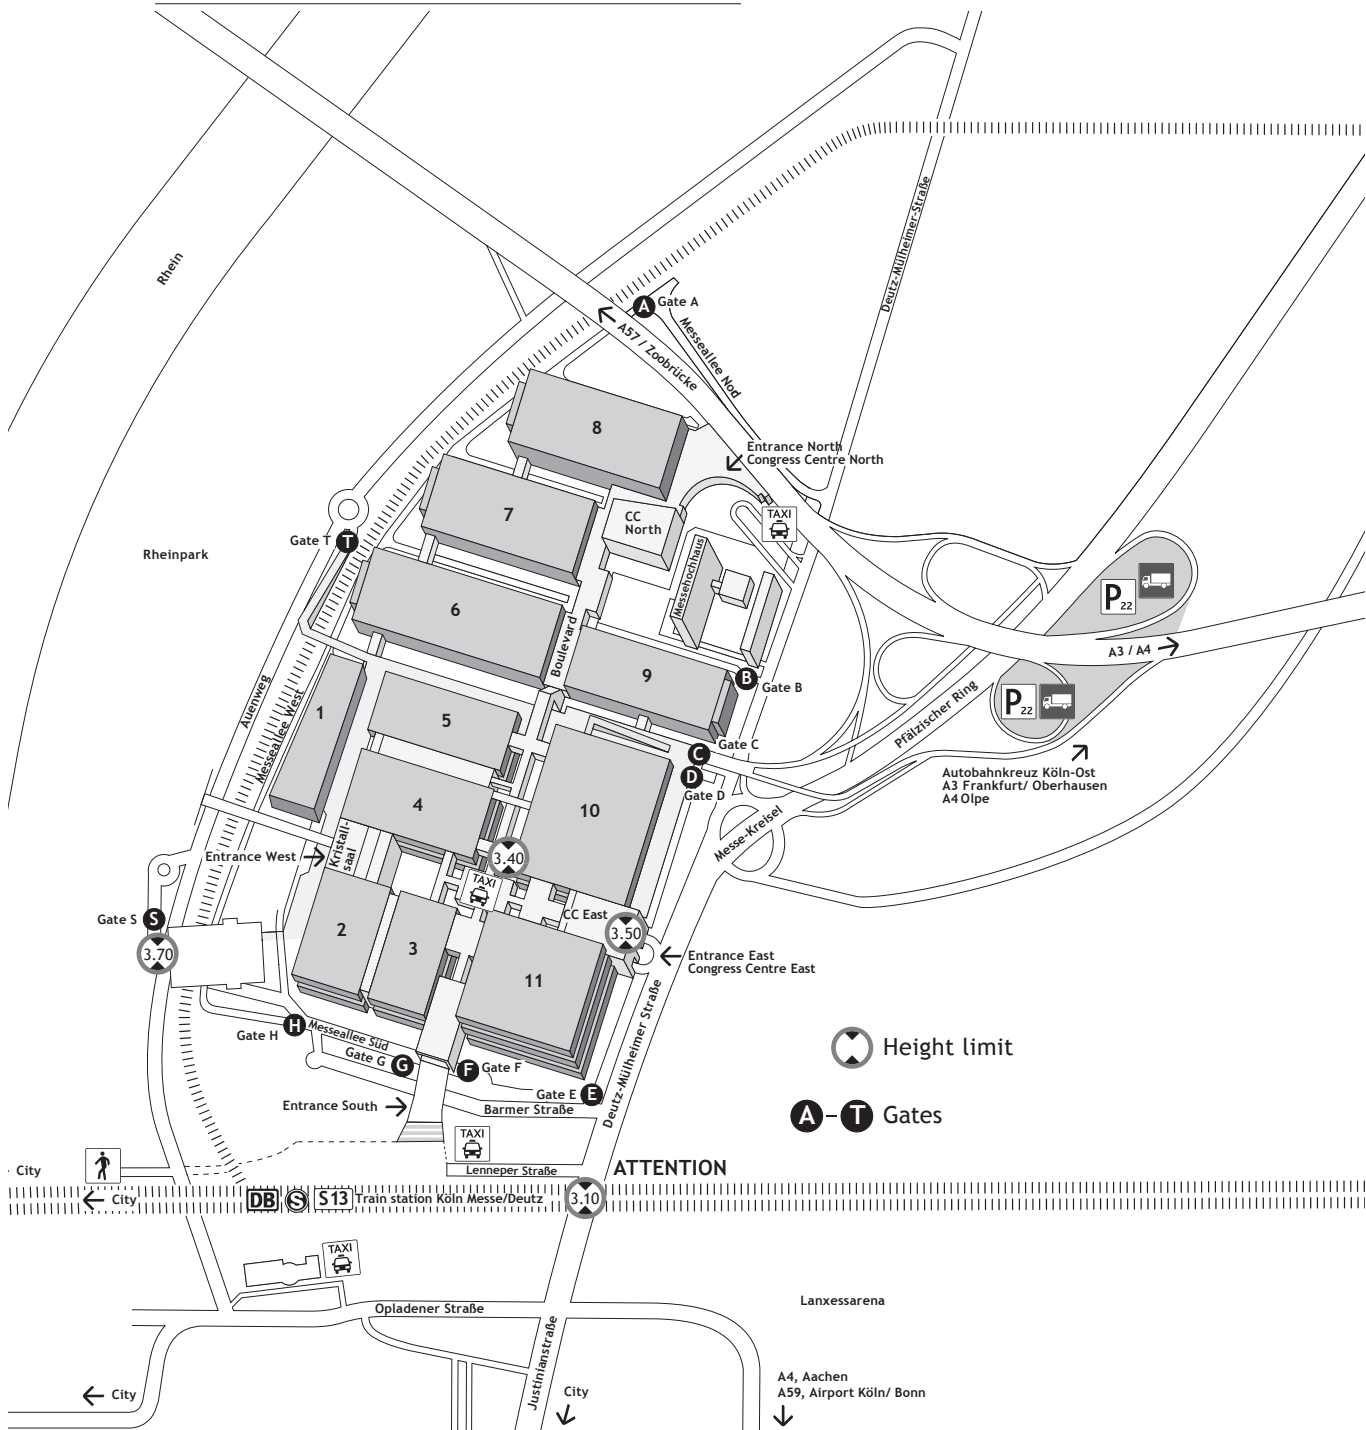 Rhein
Deutz-Mülheimer-Straße
A
Gate A
A57 / Zoobrücke
Messeallee Nod
8
Entrance North
Congress Centre North
7
CC
North
TAXI
Gate T
T
Rheinpark
Messehochhaus
P22
6
Boulevard
A3 / A4
9
B
Gate B
P22
Auenweg
Messeallee West
1
5
Pfälzischer Ring
Gate C
C
D
Gate D
Autobahnkreuz Köln-Ost
A3 Frankfurt/ Oberhausen
A4 Olpe
4
10
Messe-Kreisel
Kristall-
saal
Entrance West
3.40
TAXI
Gate S
S
3.70
2
3
CC East
3.50
Entrance East
Congress Centre East
11
Deutz-Mülheimer Straße
H
Gate H
Messeallee Süd
Gate G
G
F
Gate F
Gate E
E
Height limit
Entrance South
Barmer Straße
A – T Gates
TAXI
City
Lenneper Straße
ATTENTION
City
DB
S
S 13
Train station Köln Messe/Deutz
3.10
TAXI
Lanxessarena
Opladener Straße
Justinianstraße
City
City
A4, Aachen
A59, Airport Köln/ Bonn